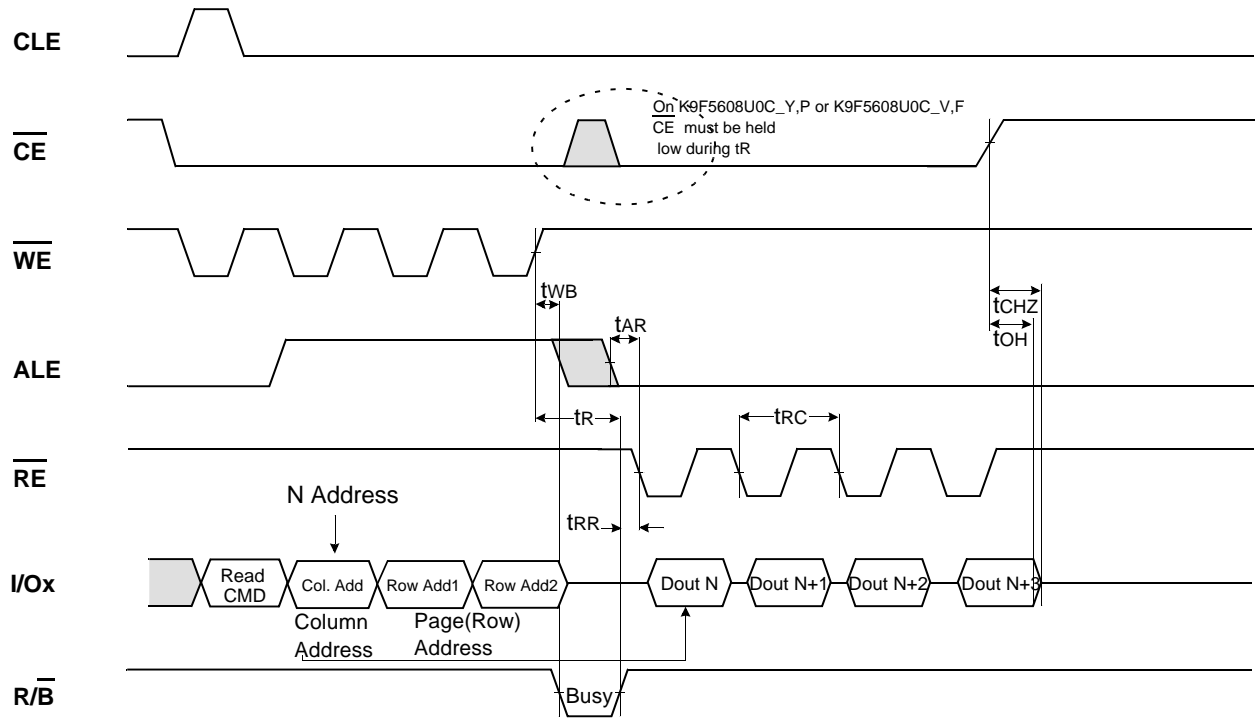 CLE
On K9F5608U0C_Y,P or K9F5608U0C_V,F
CE must be held
low during tR
CE
WE
tWB
tCHZ
tAR
tOH
ALE
tR
tRC
RE
N Address
tRR
I/Ox
Read CMD
Col. Add
Row Add1
Row Add2
Dout N
Dout N+1
Dout N+2
Dout N+3
Column Address
Page(Row) Address
R/B
Busy